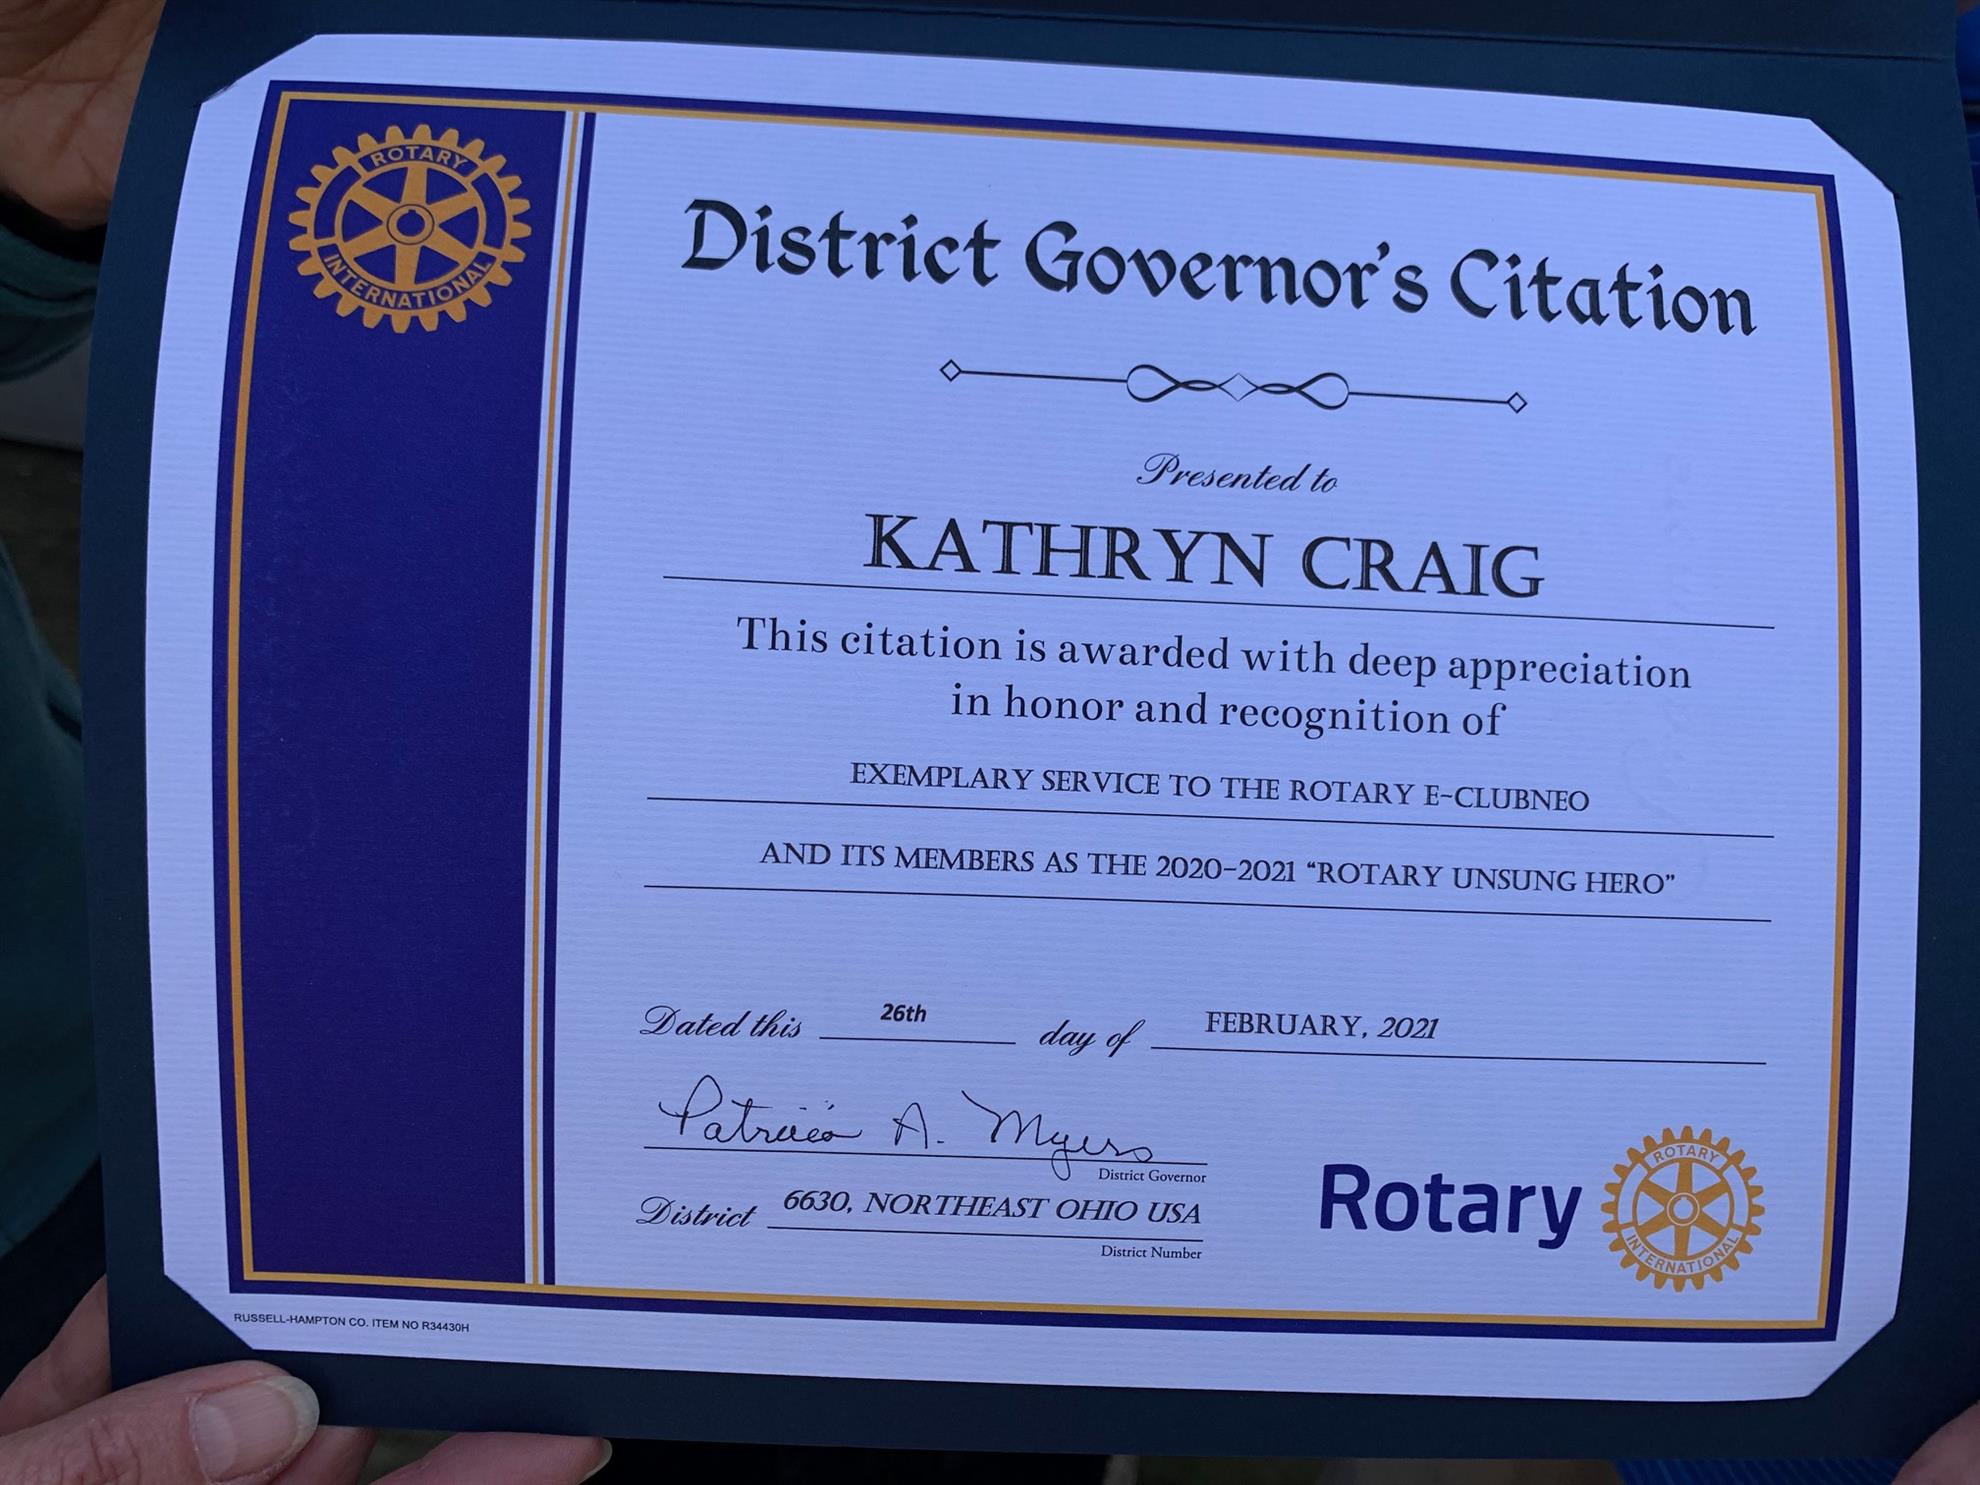 ROTARY
INTERNATIONAL
District Governor's Citation
Presented to
KATHRYN CRAIG
This citation is awarded with deep appreciation
in honor and recognition of
EXEMPLARY SERVICE TO THE ROTARY E-CLUBNEO
AND ITS MEMBERS AS THE 2020-2021 “ROTARY UNSUNG HERO”
Dated this 26th day of FEBRUARY, 2021
Patricia A. Myers
District Governor
District 6630, NORTHEAST OHIO USA
District Number
Rotary
ROTARY
INTERNATIONAL
RUSSELL-HAMPTON CO. ITEM NO R34430H